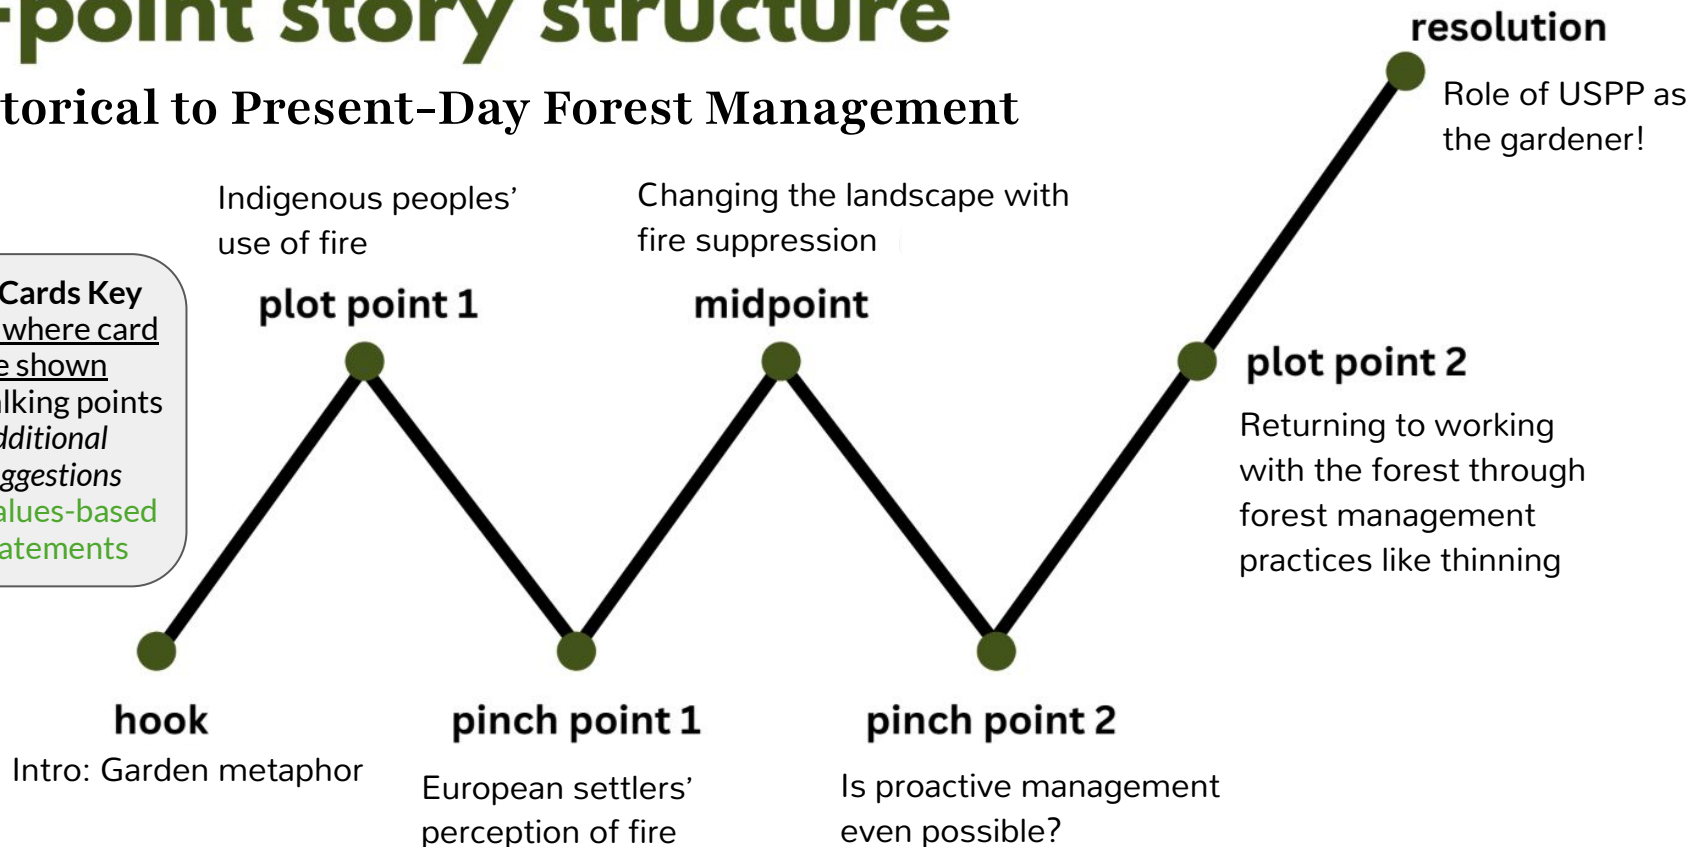 -point story structure
torical to Present-Day Forest Management
resolution
Role of USPP as
the gardener!
Indigenous peoples’
use of fire
plot point 1
Changing the landscape with
fire suppression
midpoint
Cards Key
where card
e shown
lking points
dditional
ggestions
alues-based
atements
plot point 2
Returning to working
with the forest through
forest management
practices like thinning
hook
Intro: Garden metaphor
pinch point 1
European settlers’
perception of fire
pinch point 2
Is proactive management
even possible?